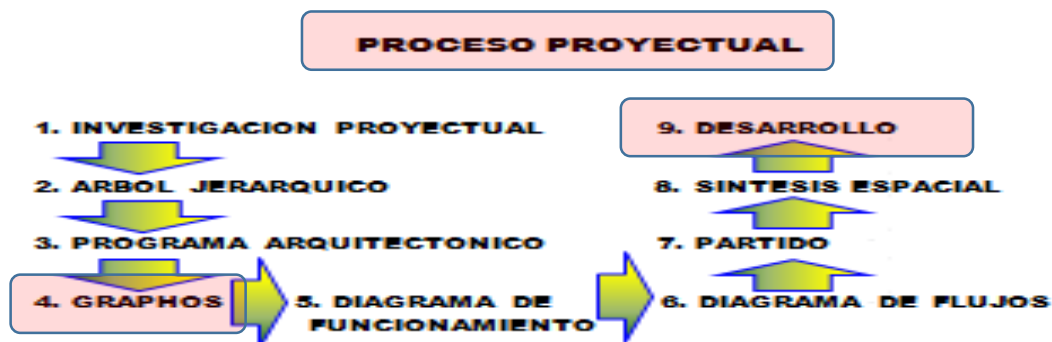 PROCESO PROYECTUAL
1. INVESTIGACION PROYECTUAL
2. ARBOL JERARQUICO
3. PROGRAMA ARQUITECTONICO
4. GRAPHOS
5. DIAGRAMA DE
FUNCIONAMIENTO
6. DIAGRAMA DE FLUJOS
7. PARTIDO
8. SINTESIS ESPACIAL
9. DESARROLLO